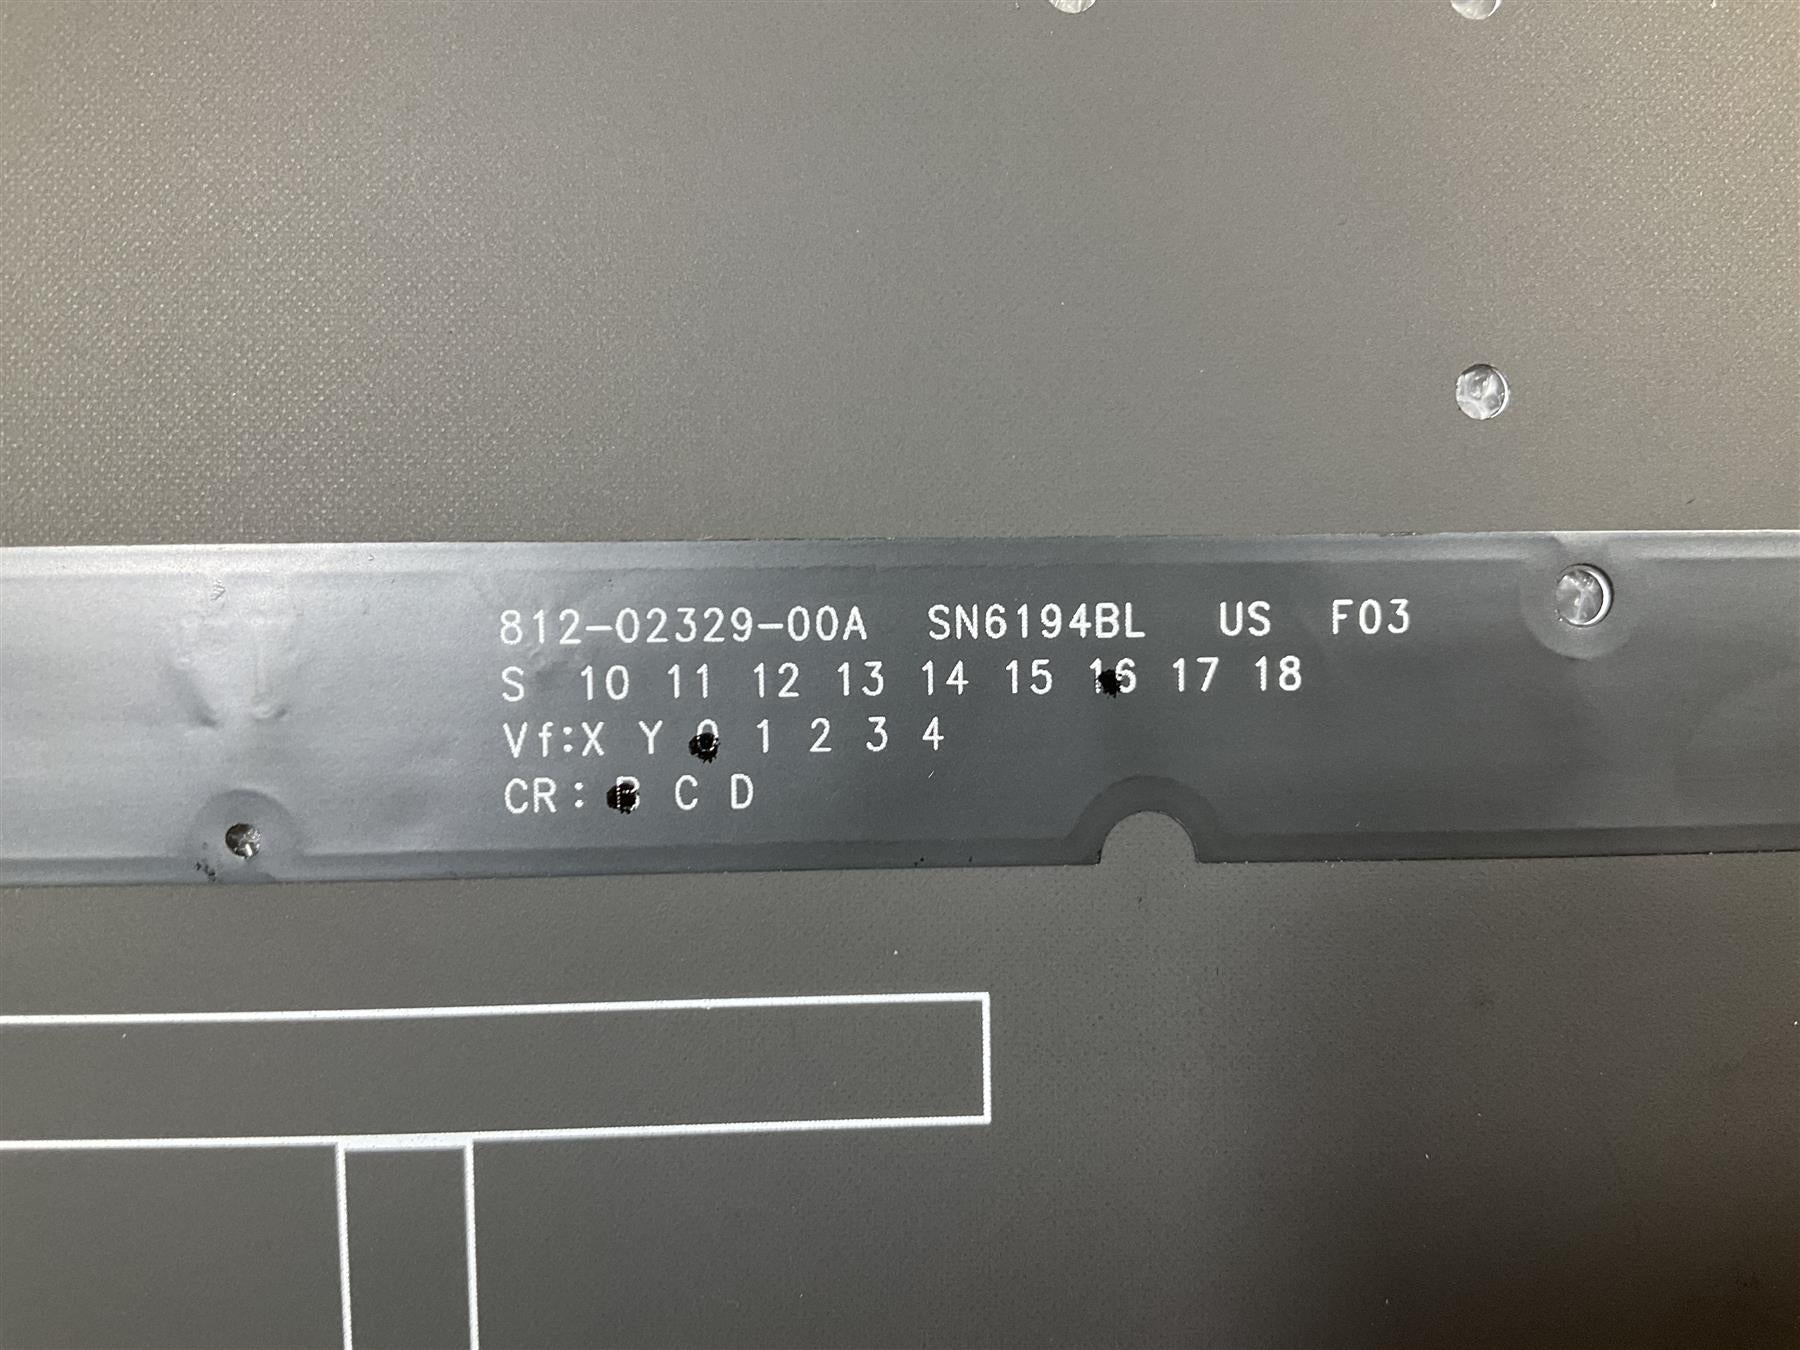 812-02329-00A SN6194BL US F03
S 10 11 12 13 14 15 16 17 18
Vf:X Y 0 1 2 3 4
CR: B C D